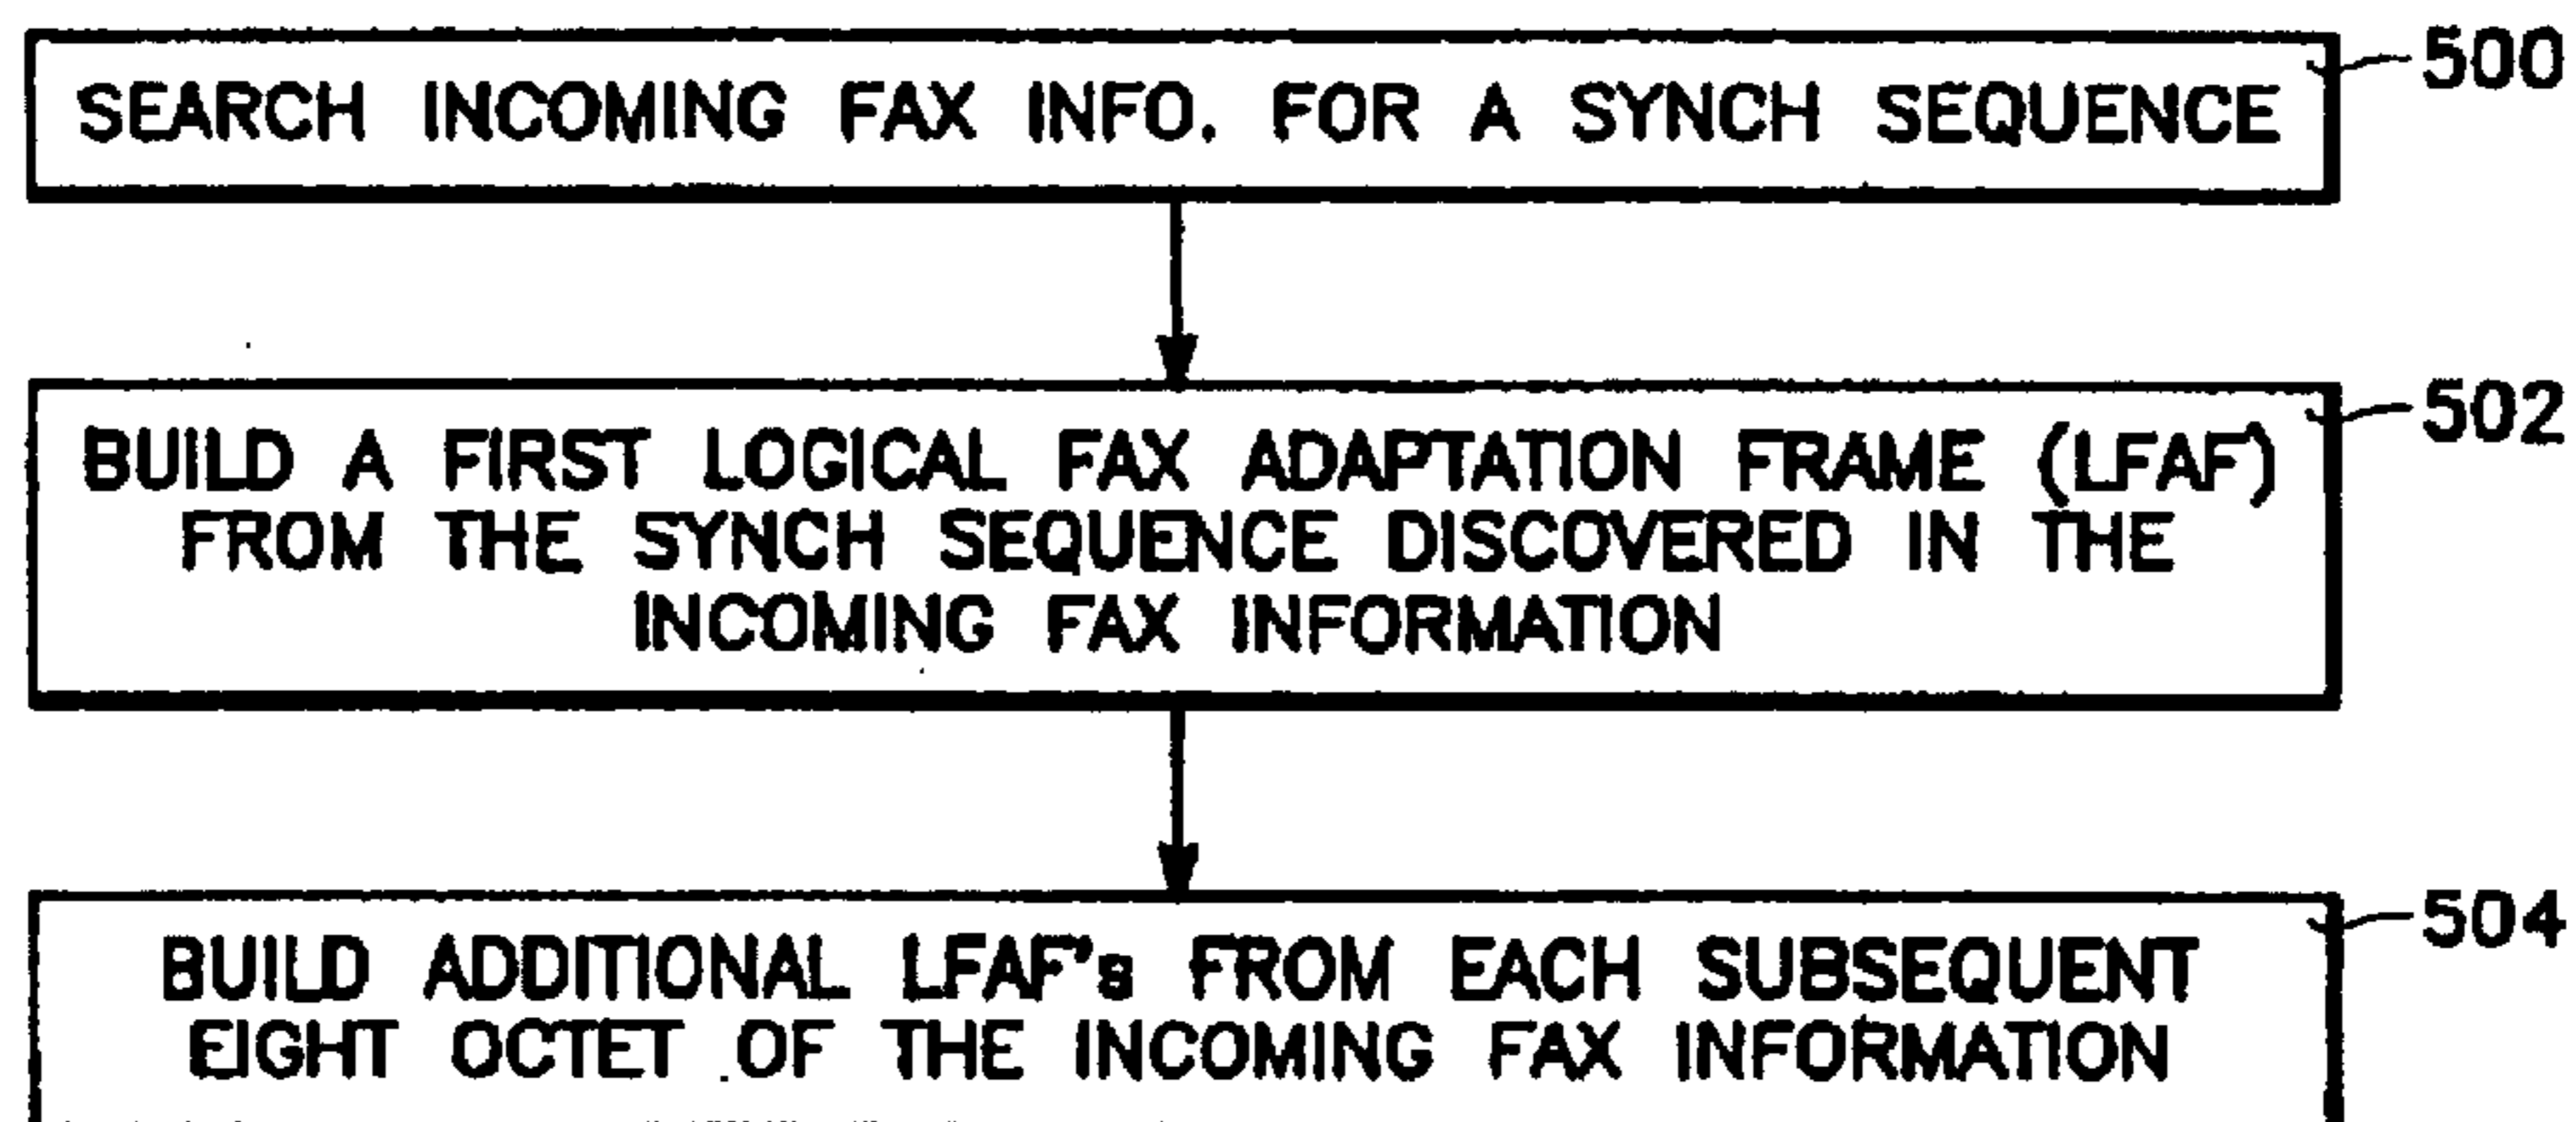 SEARCH INCOMING FAX INFO. FOR A SYNCH SEQUENCE
500
BUILD A FIRST LOGICAL FAX ADAPTATION FRAME (LFAF)
502
FROM THE SYNCH SEQUENCE DISCOVERED IN THE
INCOMING FAX INFORMATION
BUILD ADDITIONAL LFAF's FROM EACH SUBSEQUENT
504
EIGHT OCTET OF THE INCOMING FAX INFORMATION